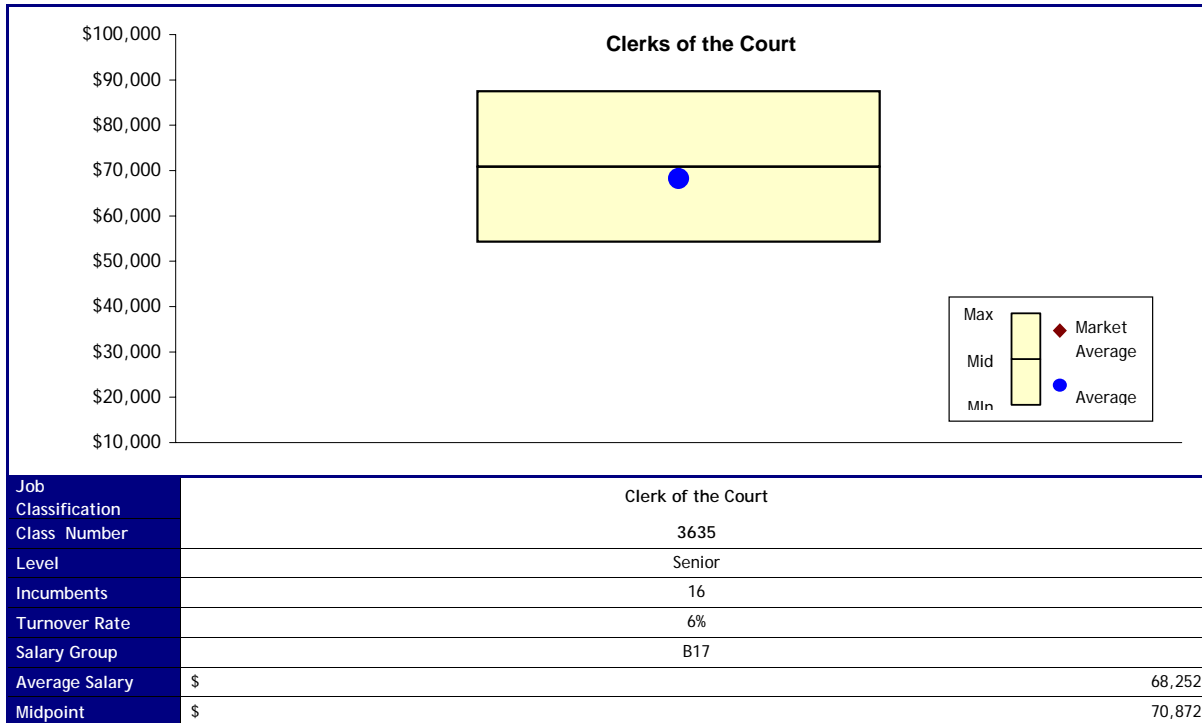 Clerks of the Court
$100,000
$90,000
$80,000
$70,000
$60,000
$50,000
$40,000
$30,000
$20,000
$10,000
Max
Mid
MIn
Market
Average
Average
Job
Classification
Clerk of the Court
Class Number
3635
Level
Senior
Incumbents
16
Turnover Rate
6%
Salary Group
B17
Average Salary
$ 68,252
Midpoint
$ 70,872